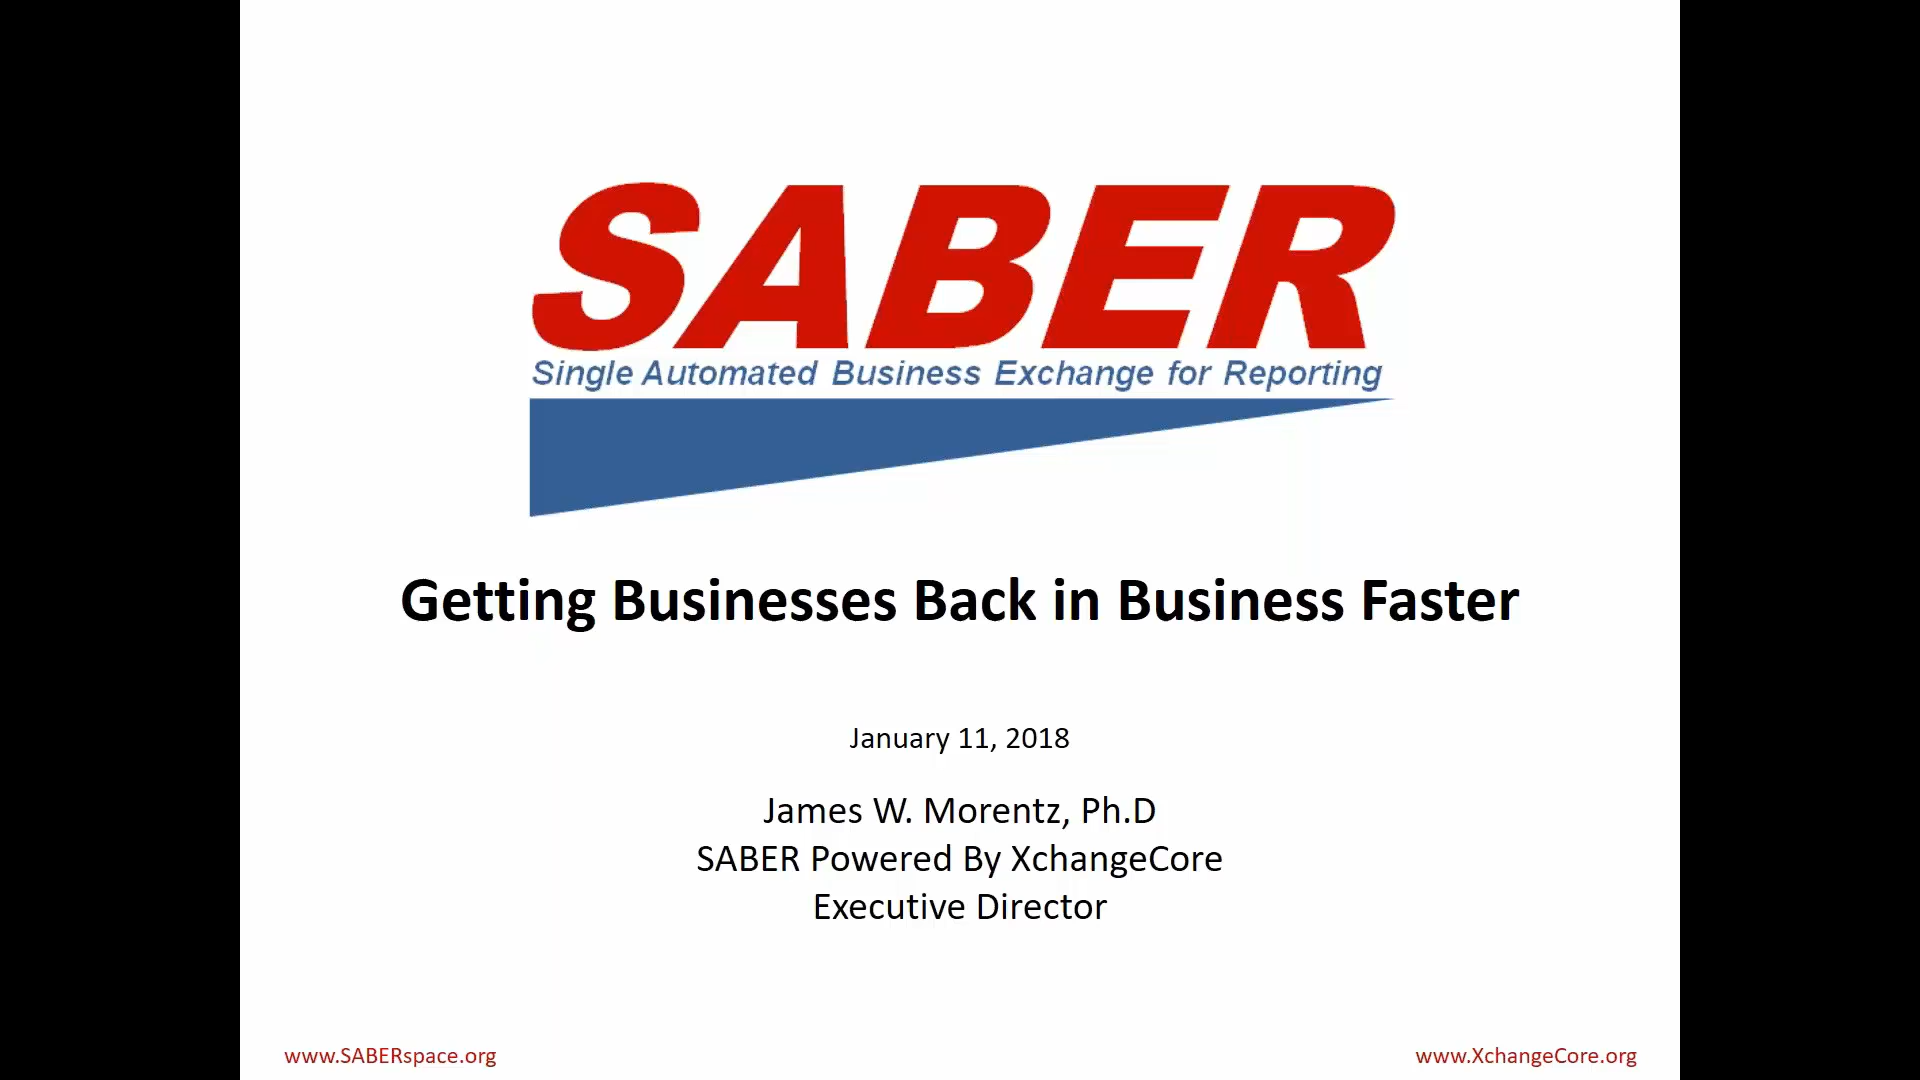 SABER
Single Automated Business Exchange for Reporting
Getting Businesses Back in Business Faster
January 11, 2018
James W. Morentz, Ph.D
SABER Powered By XchangeCore
Executive Director
www.SABERspace.org
www.XchangeCore.org